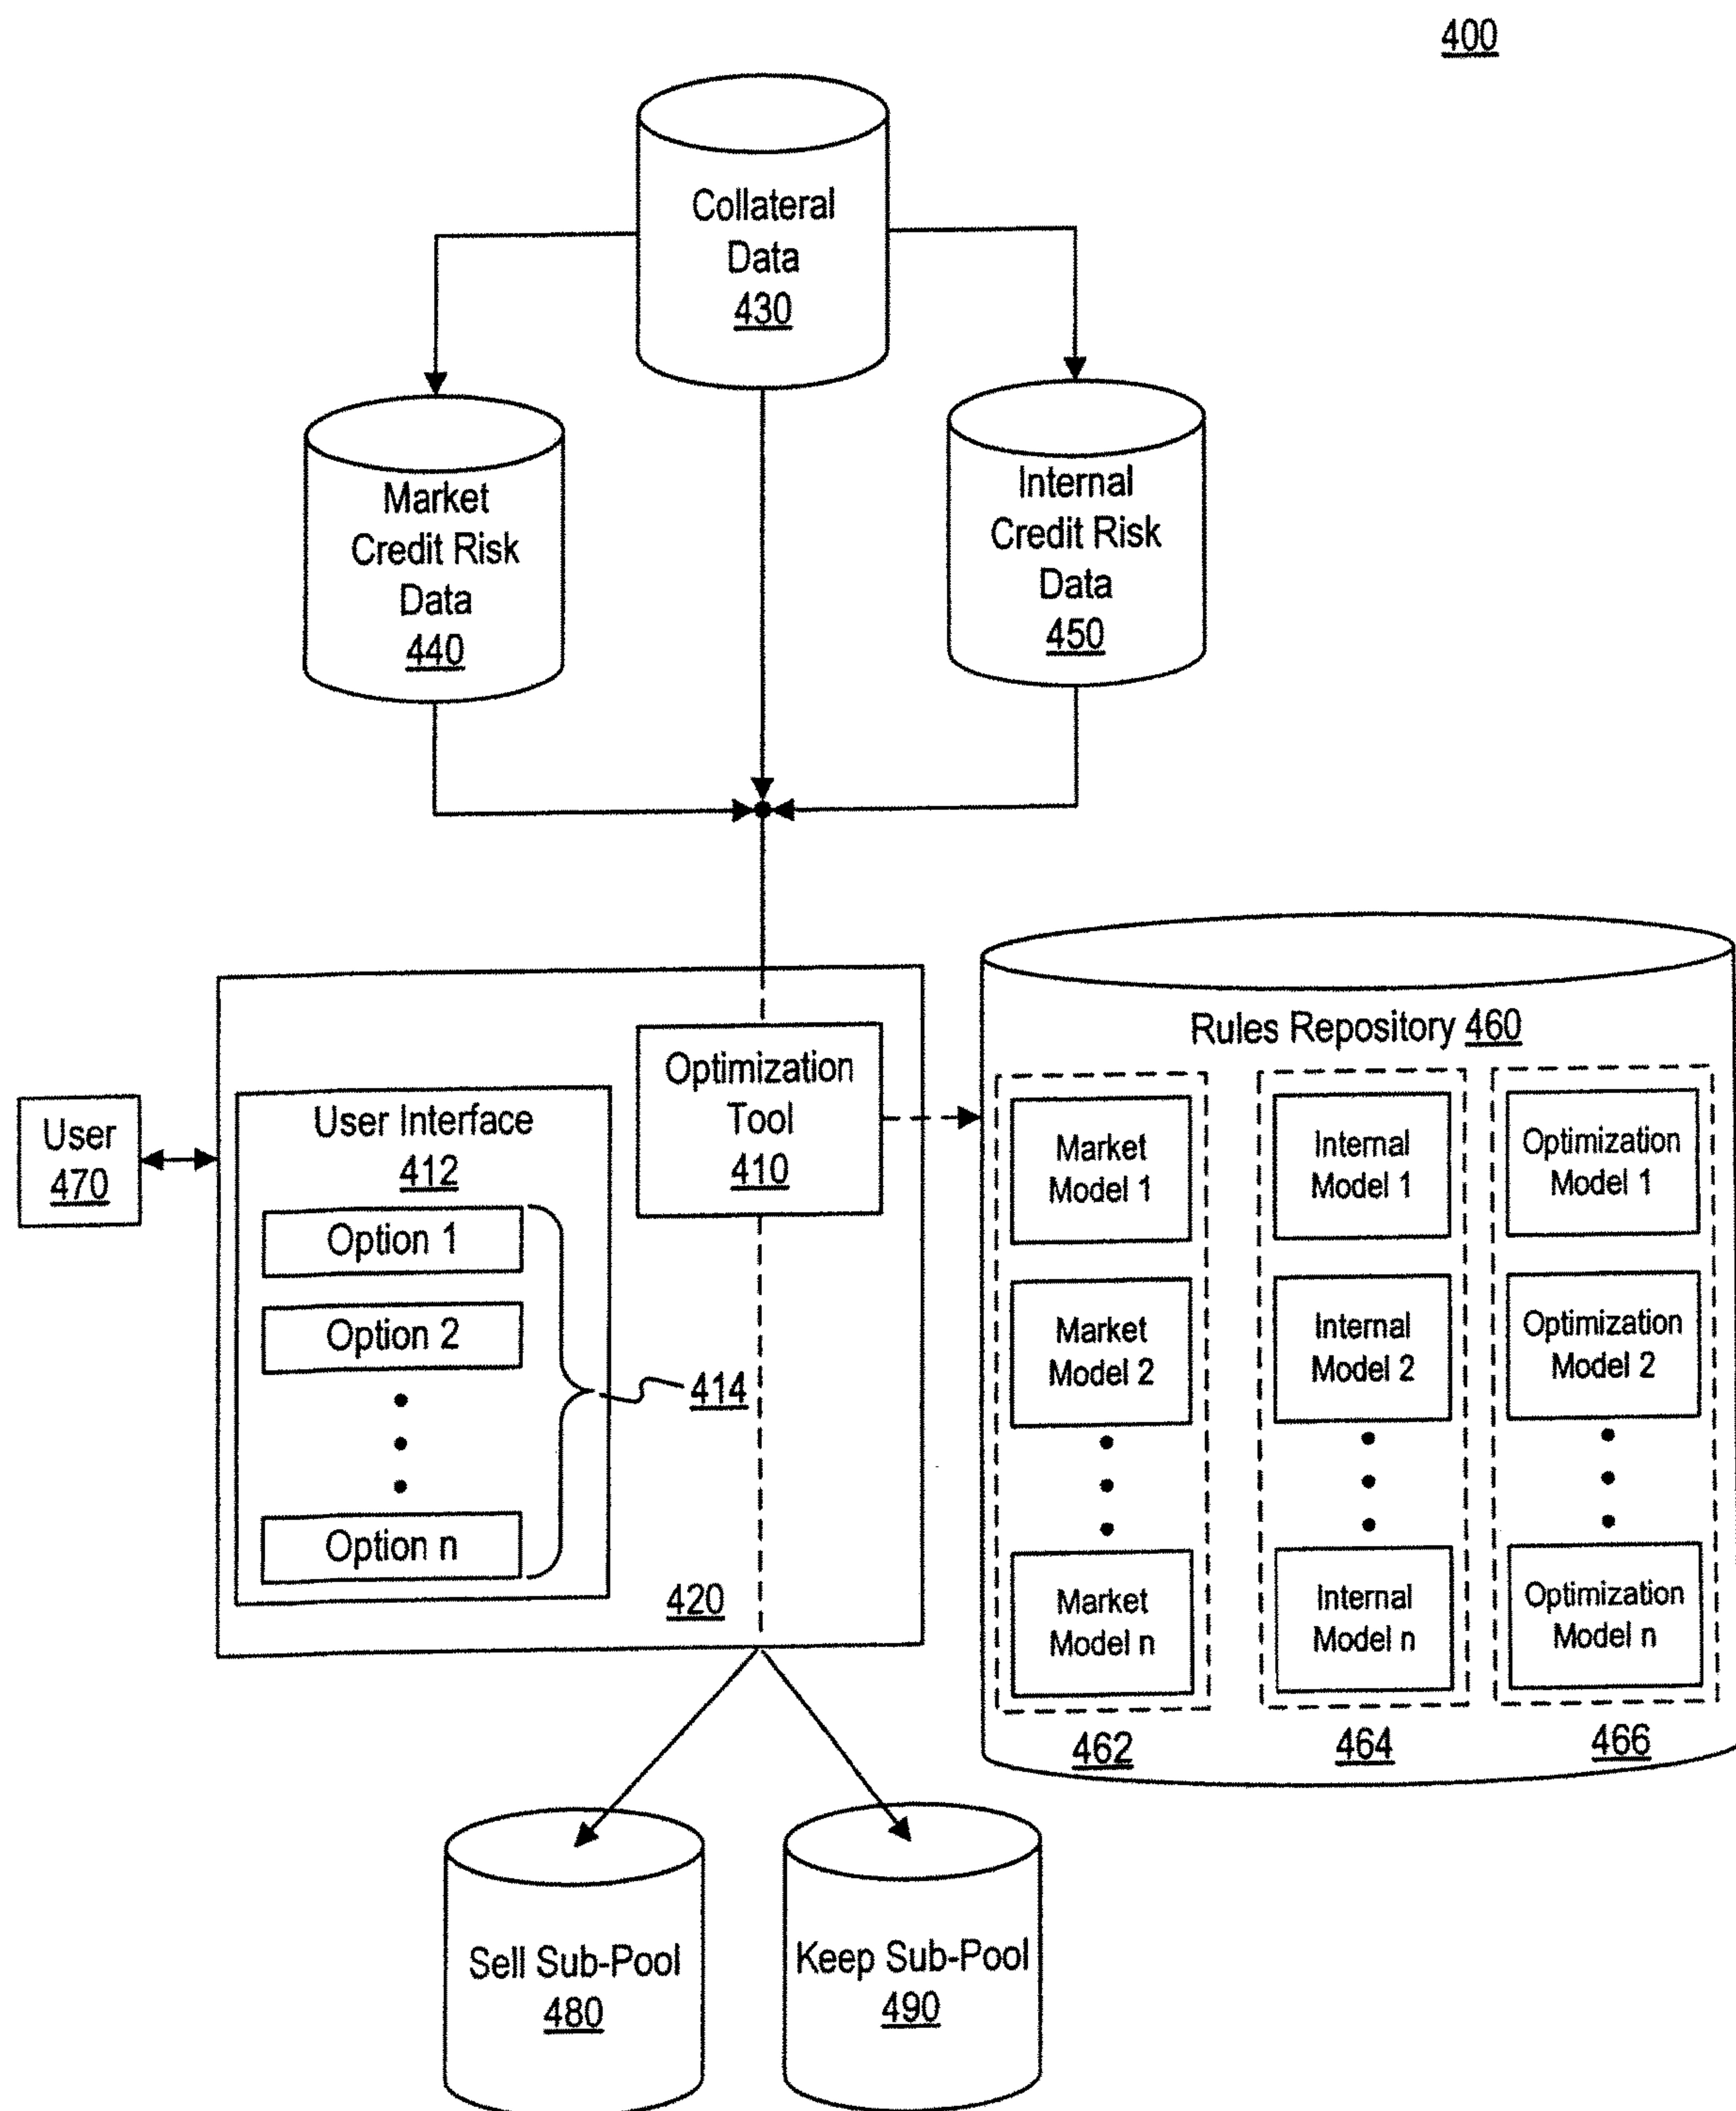 400
Collateral
Data
430
Market
Credit Risk
Data
440
Internal
Credit Risk
Data
450
User
470
User Interface
412
Option 1
Option 2
Option n
414
420
Optimization
Tool
410
Rules Repository 460
Market
Model 1
Market
Model 2
Market
Model n
462
Internal
Model 1
Internal
Model 2
Internal
Model n
464
Optimization
Model 1
Optimization
Model 2
Optimization
Model n
466
Sell Sub-Pool
480
Keep Sub-Pool
490